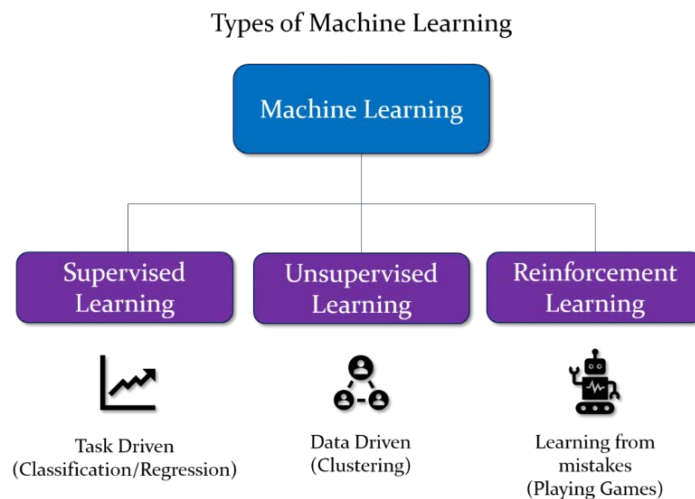 Types of Machine Learning
Machine Learning
Supervised
Learning
Unsupervised
Learning
Reinforcement
Learning
Task Driven
(Classification/Regression)
Data Driven
(Clustering)
Learning from
mistakes
(Playing Games)